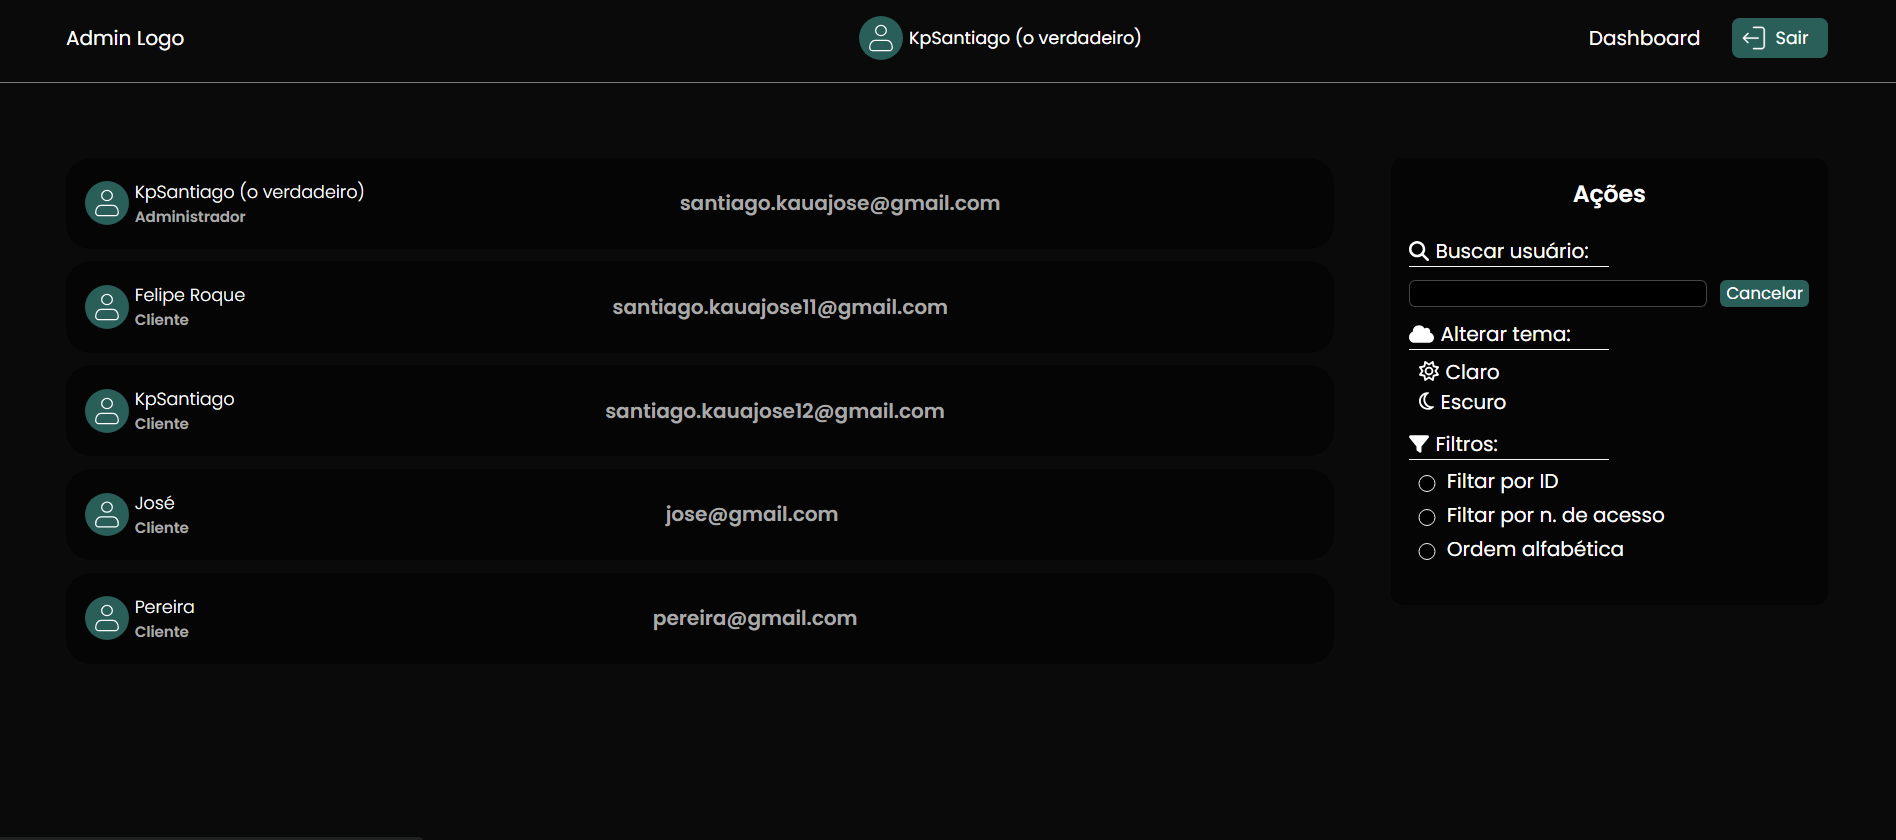 Admin Logo
KpSantiago (o verdadeiro)
Dashboard
Sair
KpSantiago (o verdadeiro)
Administrador
santiago.kauajose@gmail.com
Felipe Roque
Cliente
santiago.kauajose11@gmail.com
KpSantiago
Cliente
santiago.kauajose12@gmail.com
José
Cliente
jose@gmail.com
Pereira
Cliente
pereira@gmail.com
Ações
Buscar usuário:
Cancelar
Alterar tema:
Claro
Escuro
Filtros:
Filtar por ID
Filtar por n. de acesso
Ordem alfabética